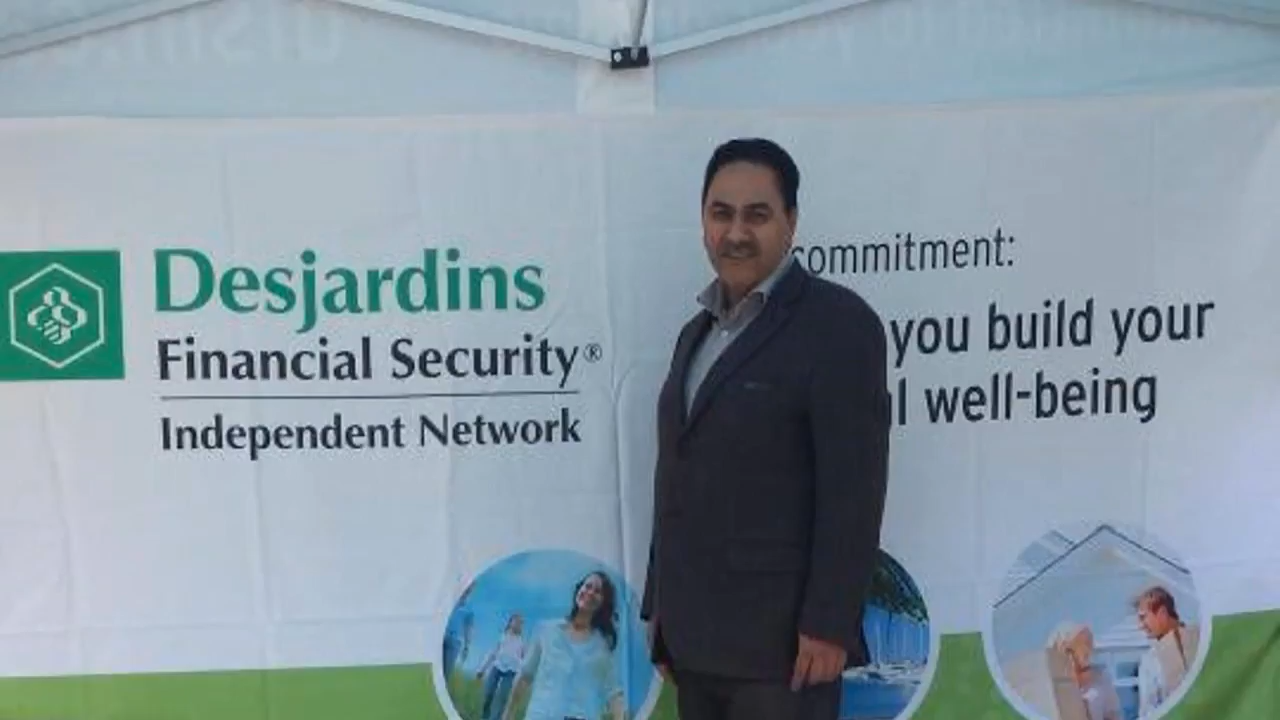 Desjardins
Financial Security®
Independent Network
commitment:
you build your
l well-being